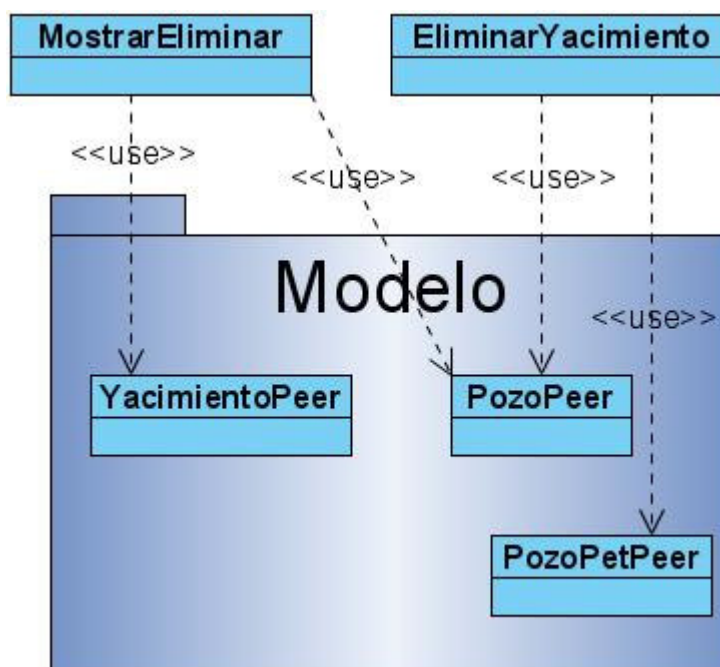 MostrarEliminar
EliminarYacimiento
<<use>>
<<use>>
<<use>>
Modelo
<<use>>
YacimientoPeer
PozoPeer
PozoPetPeer